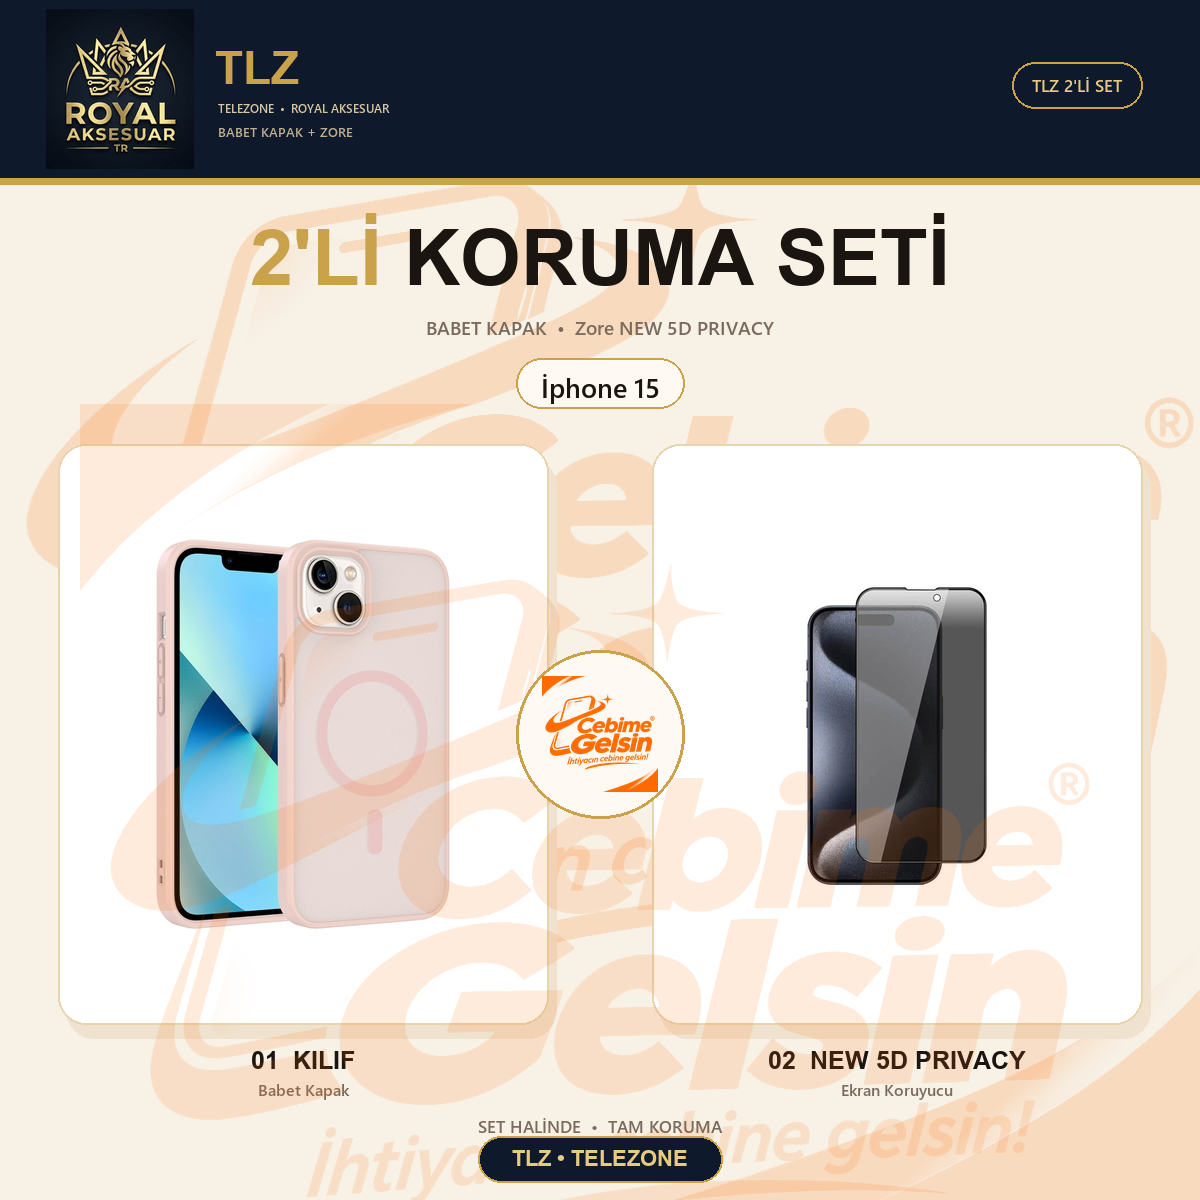 ROYAL
AKSESUAR
TR
TLZ
TELEZONE • ROYAL AKSESUAR
BABET KAPAK + ZORE
TLZ 2'Lİ SET
2'Lİ KORUMA SETİ
BABET KAPAK • Zore NEW 5D PRIVACY
İphone 15
Cebime®
Gelsin
İhtiyacın cebine gelsin!
Cebime®
Gelsin
01 KILIF
Babet Kapak
02 NEW 5D PRIVACY
Ekran Koruyucu
SET HALİNDE • TAM KORUMA
TLZ • TELEZONE